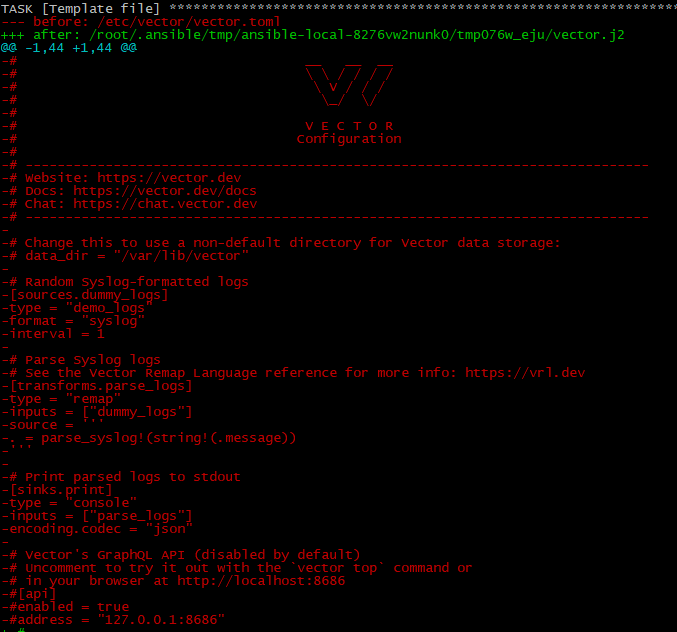 TASK [Template file] ****************************************************************
--- before: /etc/vector/vector.toml
+++ after: /root/.ansible/tmp/ansible-local-8276vw2nunk0/tmp076w_eju/vector.j2
@@ -1,44 +1,44 @@
-#                                    __   __  __
-#                                    \ \ / / / /
-#                                     \ V / / /
-#                                      \_/  \/
-#
-#                                    V E C T O R
-#                                   Configuration
-#
-# ------------------------------------------------------------------------------
-# Website: https://vector.dev
-# Docs: https://vector.dev/docs
-# Chat: https://chat.vector.dev
-# ------------------------------------------------------------------------------
-
-# Change this to use a non-default directory for Vector data storage:
-# data_dir = "/var/lib/vector"
-
-# Random Syslog-formatted logs
-[sources.dummy_logs]
-type = "demo_logs"
-format = "syslog"
-interval = 1
-
-# Parse Syslog logs
-# See the Vector Remap Language reference for more info: https://vrl.dev
-[transforms.parse_logs]
-type = "remap"
-inputs = ["dummy_logs"]
-source = '''
-. = parse_syslog!(string!(.message))
-'''
-
-# Print parsed logs to stdout
-[sinks.print]
-type = "console"
-inputs = ["parse_logs"]
-encoding.codec = "json"
-
-# Vector's GraphQL API (disabled by default)
-# Uncomment to try it out with the `vector top` command or
-# in your browser at http://localhost:8686
-#[api]
-#enabled = true
-#address = "127.0.0.1:8686"
+ #